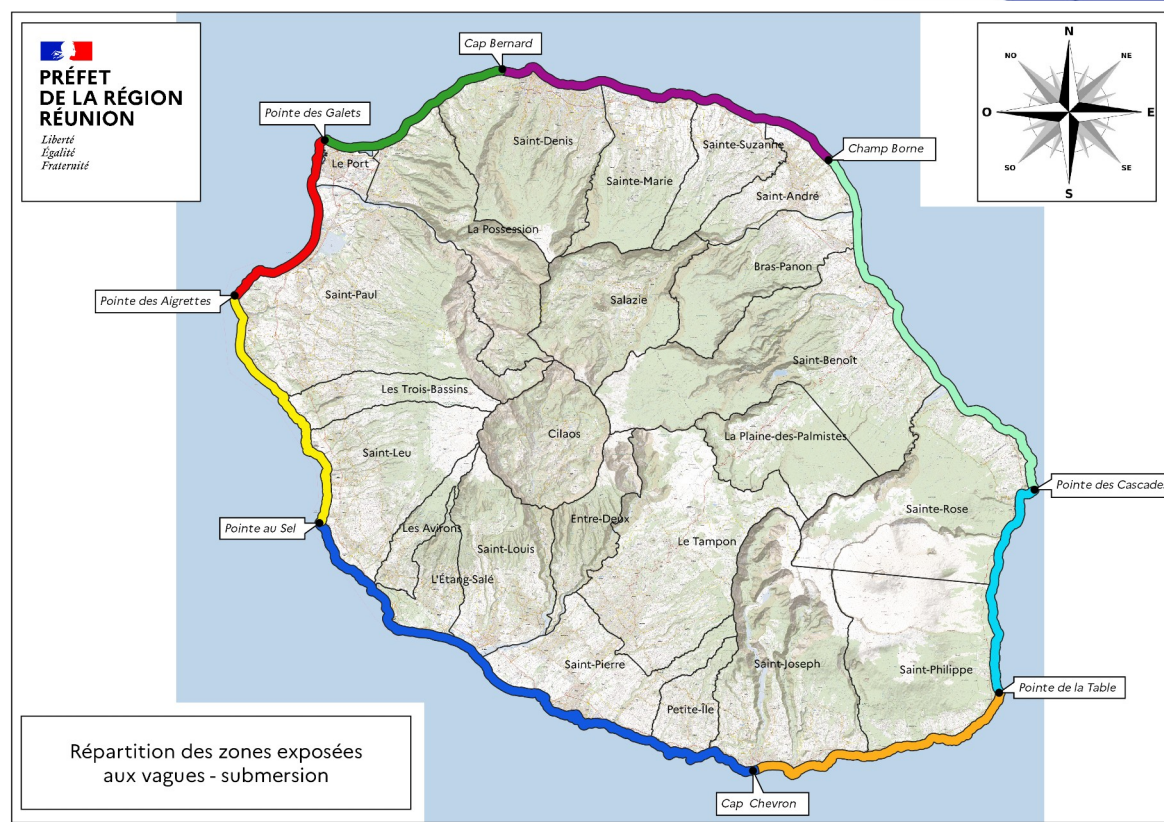 PRÉFET
DE LA RÉGION
RÉUNION
Liberté
Égalité
Fraternité
Cap Bernard
N
NO
NE
O
E
SO
SE
S
Pointe des Galets
Le Port
Saint-Denis
Sainte-Suzanne
Champ Borne
Sainte-Marie
Saint-André
La Possession
Bras-Panon
Saint-Paul
Salazie
Pointe des Aigrettes
Saint-Benoît
Les Trois-Bassins
Cilaos
La Plaine-des-Palmistes
Saint-Leu
Pointe des Cascades
Sainte-Rose
Pointe au Sel
Les Avirons
Entre-Deux
Le Tampon
Saint-Louis
L'Étang-Salé
Saint-Pierre
Saint-Joseph
Saint-Philippe
Pointe de la Table
Petite-Île
Cap Chevron
Répartition des zones exposées
aux vagues - submersion